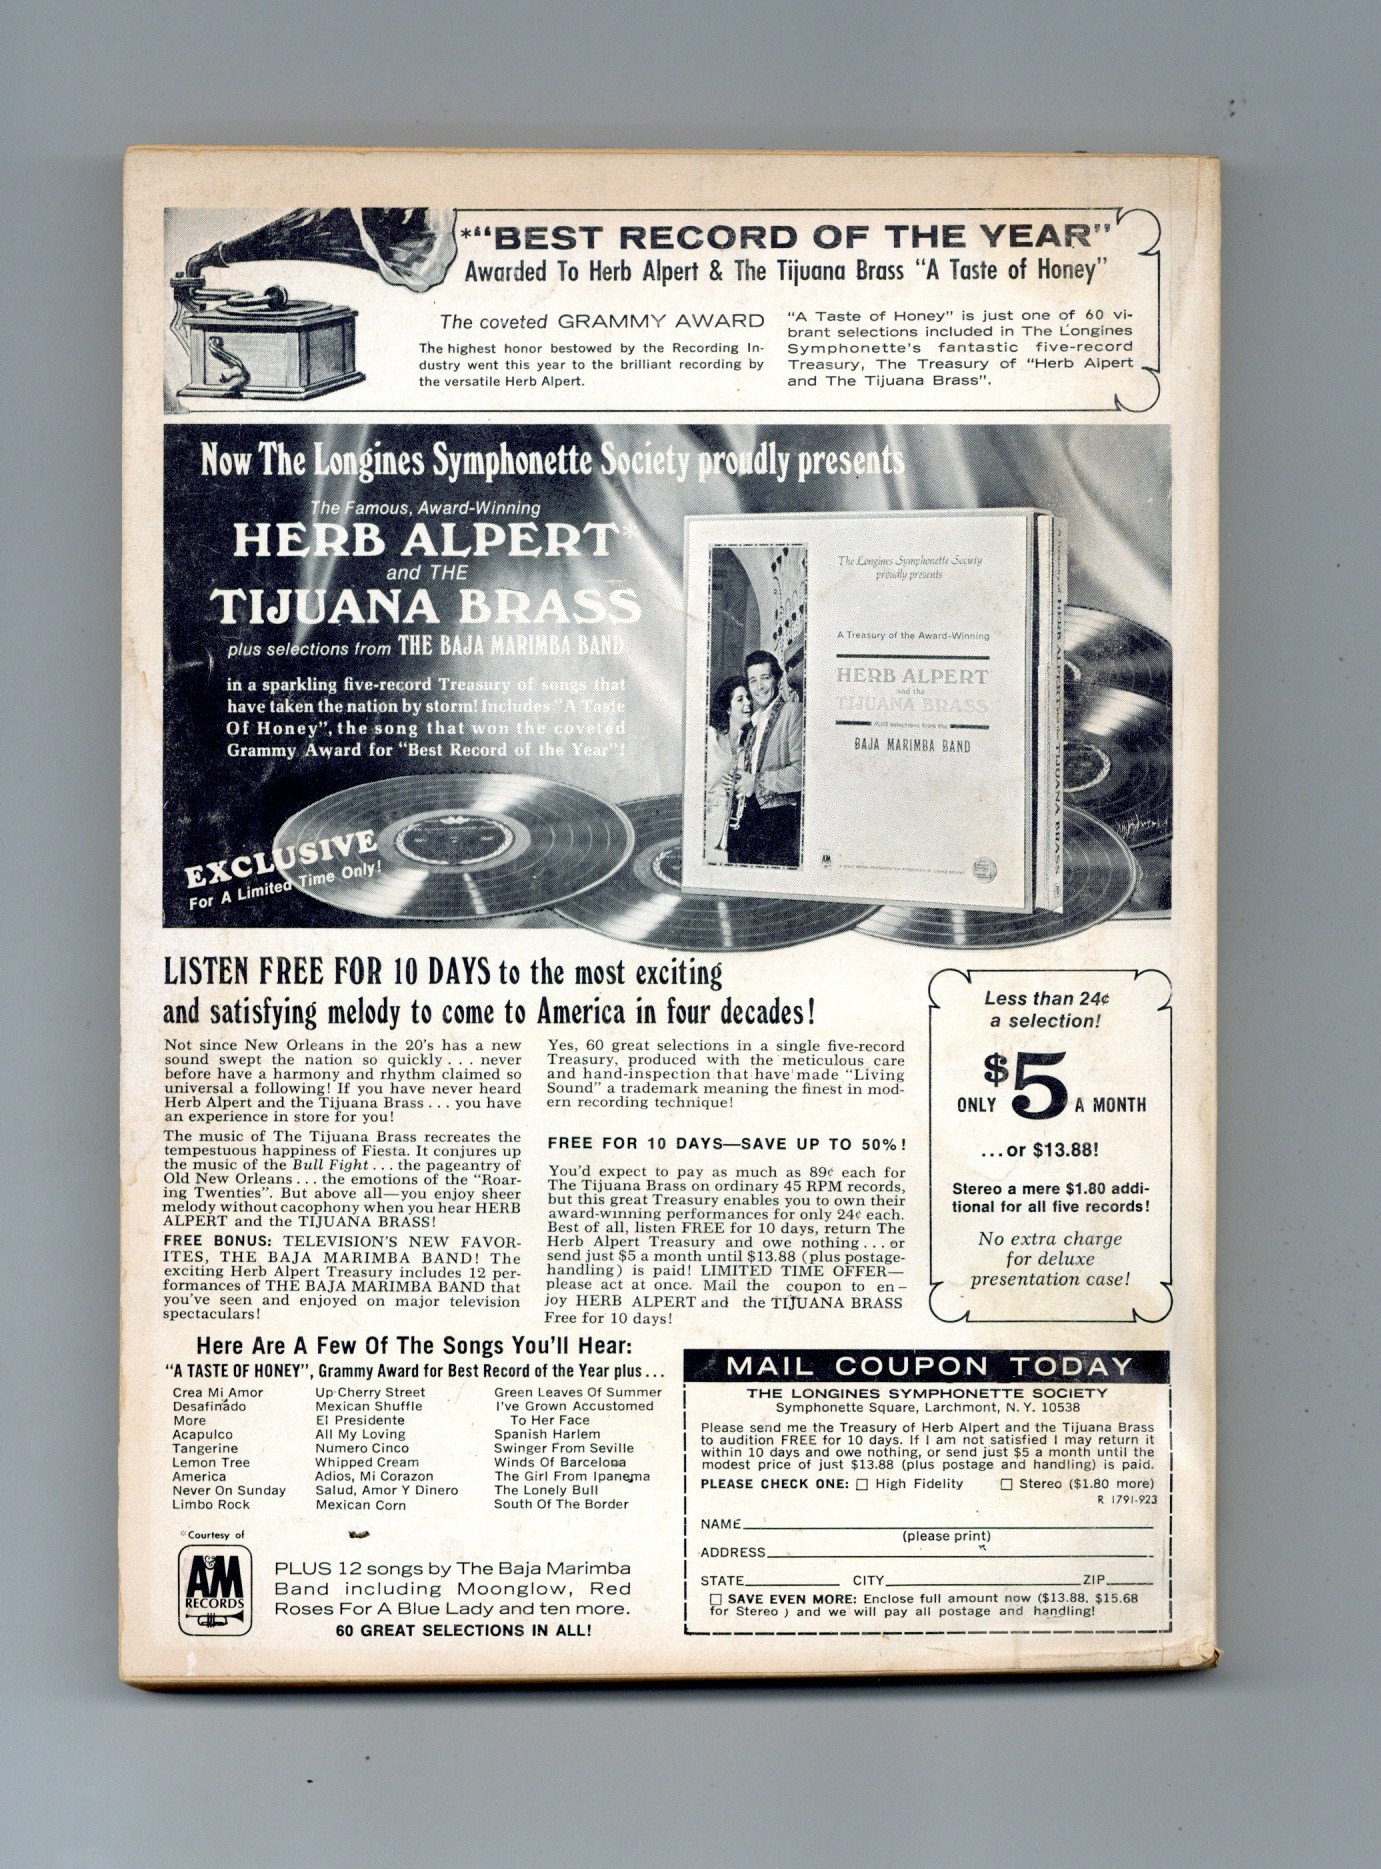 *"BEST RECORD OF THE YEAR"
Awarded To Herb Alpert & The Tijuana Brass "A Taste of Honey"
The coveted GRAMMY AWARD
The highest honor bestowed by the Recording In-
dustry went this year to the brilliant recording by
the versatile Herb Alpert.
"A Taste of Honey" is just one of 60 vi-
brant selections included in The Longines
Symphonette's fantastic five-record
Treasury, The Treasury of "Herb Alpert
and The Tijuana Brass".
Now The Longines Symphonette Society proudly presents
The Famous, Award-Winning
HERB ALPERT*
and THE
TIJUANA BRASS
plus selections from THE BAJA MARIMBA BAND
in a sparkling five-record Treasury of songs that
have taken the nation by storm! Includes "A Taste
Of Honey", the song that won the coveted
Grammy Award for "Best Record of the Year"!
EXCLUSIVE
For A Limited Time Only!
The Longines Symphonette Society
proudly presents
A Treasury of the Award-Winning
HERB ALPERT
and the
TIJUANA BRASS
PLUS selections from the
BAJA MARIMBA BAND
A&M
LISTEN FREE FOR 10 DAYS to the most exciting
and satisfying melody to come to America in four decades!
Not since New Orleans in the 20's has a new
sound swept the nation so quickly . . . never
before have a harmony and rhythm claimed so
universal a following! If you have never heard
Herb Alpert and the Tijuana Brass . . . you have
an experience in store for you!
The music of The Tijuana Brass recreates the
tempestuous happiness of Fiesta. It conjures up
the music of the Bull Fight . . . the pageantry of
Old New Orleans . . . the emotions of the "Roar-
ing Twenties". But above all—you enjoy sheer
melody without cacophony when you hear HERB
ALPERT and the TIJUANA BRASS!
FREE BONUS: TELEVISION'S NEW FAVOR-
ITES, THE BAJA MARIMBA BAND! The
exciting Herb Alpert Treasury includes 12 per-
formances of THE BAJA MARIMBA BAND that
you've seen and enjoyed on major television
spectaculars!
Yes, 60 great selections in a single five-record
Treasury, produced with the meticulous care
and hand-inspection that have made "Living
Sound" a trademark meaning the finest in mod-
ern recording technique!
FREE FOR 10 DAYS—SAVE UP TO 50%!
You'd expect to pay as much as 89¢ each for
The Tijuana Brass on ordinary 45 RPM records,
but this great Treasury enables you to own their
award-winning performances for only 24¢ each.
Best of all, listen FREE for 10 days, return The
Herb Alpert Treasury and owe nothing . . . or
send just $5 a month until $13.88 (plus postage-
handling) is paid! LIMITED TIME OFFER—
please act at once. Mail the coupon to en-
joy HERB ALPERT and the TIJUANA BRASS
Free for 10 days!
Less than 24¢
a selection!
ONLY $5 A MONTH
...or $13.88!
Stereo a mere $1.80 addi-
tional for all five records!
No extra charge
for deluxe
presentation case!
Here Are A Few Of The Songs You'll Hear:
"A TASTE OF HONEY", Grammy Award for Best Record of the Year plus...
Crea Mi Amor
Desafinado
More
Acapulco
Tangerine
Lemon Tree
America
Never On Sunday
Limbo Rock
Up Cherry Street
Mexican Shuffle
El Presidente
All My Loving
Numero Cinco
Whipped Cream
Adios, Mi Corazon
Salud, Amor Y Dinero
Mexican Corn
Green Leaves Of Summer
I've Grown Accustomed
To Her Face
Spanish Harlem
Swinger From Seville
Winds Of Barcelona
The Girl From Ipanema
The Lonely Bull
South Of The Border
*Courtesy of
A&M
RECORDS
PLUS 12 songs by The Baja Marimba
Band including Moonglow, Red
Roses For A Blue Lady and ten more.
60 GREAT SELECTIONS IN ALL!
MAIL COUPON TODAY
THE LONGINES SYMPHONETTE SOCIETY
Symphonette Square, Larchmont, N. Y. 10538
Please send me the Treasury of Herb Alpert and the Tijuana Brass
to audition FREE for 10 days. If I am not satisfied I may return it
within 10 days and owe nothing, or send just $5 a month until the
modest price of just $13.88 (plus postage and handling) is paid.
PLEASE CHECK ONE: ☐ High Fidelity ☐ Stereo ($1.80 more)
R 1791-923
NAME
(please print)
ADDRESS
STATE CITY ZIP
☐ SAVE EVEN MORE: Enclose full amount now ($13.88, $15.68
for Stereo ) and we will pay all postage and handling!